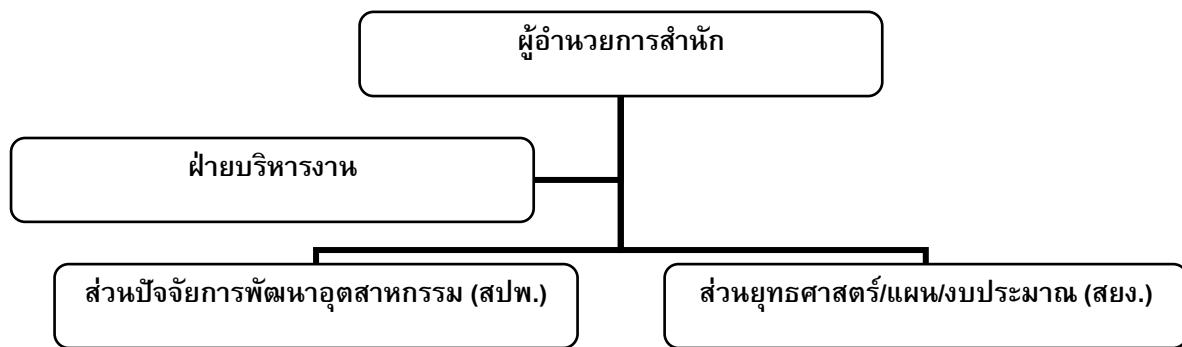 ผู้อำนวยการสำนัก
ฝ่ายบริหารงาน
ส่วนปัจจัยการพัฒนาอุตสาหกรรม (สปพ.)
ส่วนยุทธศาสตร์/แผน/งบประมาณ (สยง.)